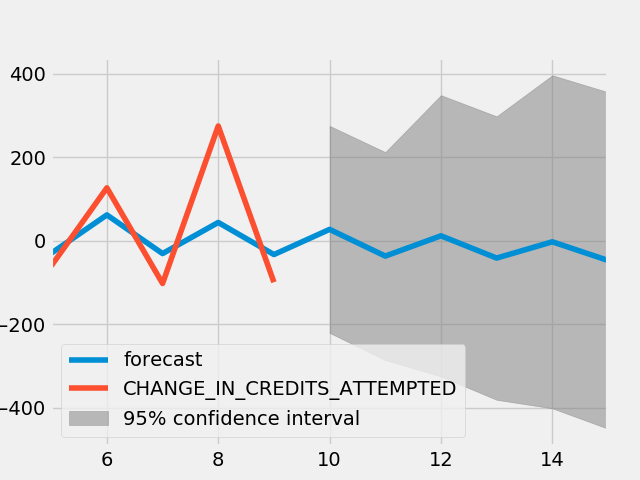 400
200
0
−200
−400
forecast
CHANGE_IN_CREDITS_ATTEMPTED
95% confidence interval
6 8 10 12 14